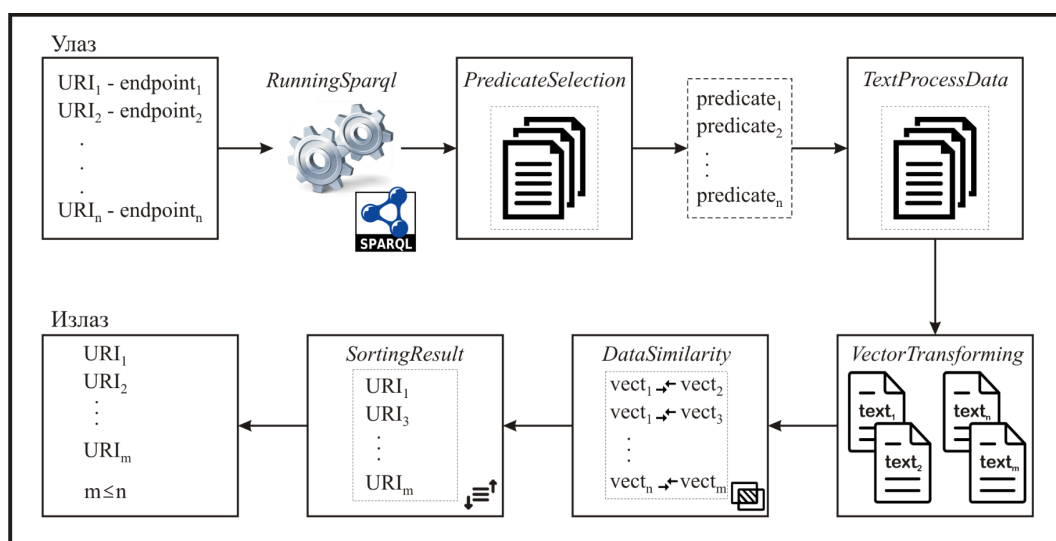 Улаз
URI₁ - endpoint₁
URI₂ - endpoint₂
.
.
.
URIₙ - endpointₙ
RunningSparql
SPARQL
PredicateSelection
predicate₁
predicate₂
.
.
.
predicateₙ
TextProcessData
VectorTransforming
text₁
textₙ
text₂
textₘ
DataSimilarity
vect₁ →← vect₂
vect₁ →← vect₃
.
.
.
vectₙ →← vectₘ
SortingResult
URI₁
URI₃
.
.
.
URIₘ
Излаз
URI₁
URI₂
.
.
.
URIₘ
m≤n